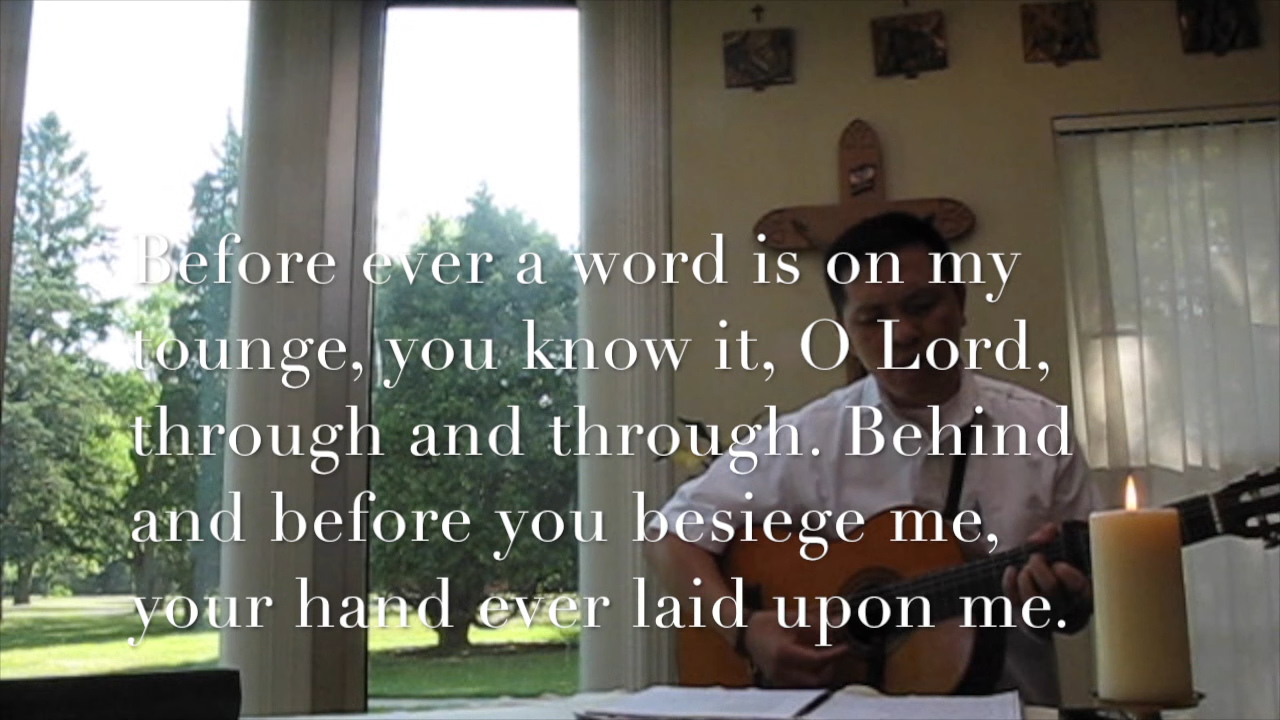 Before ever a word is on my
tounge, you know it, O Lord,
through and through. Behind
and before you besiege me,
your hand ever laid upon me.